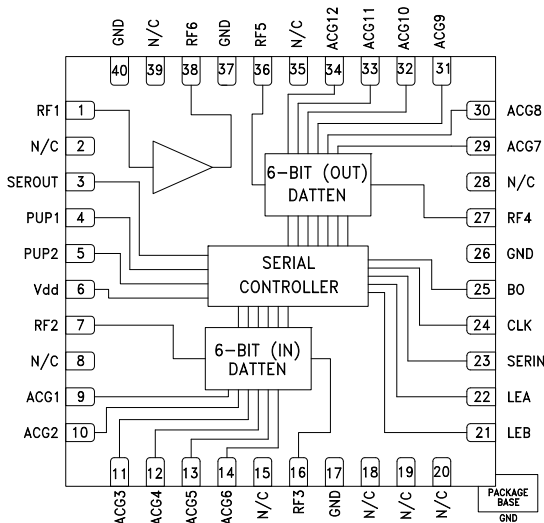 GND
N/C
RF6
GND
RF5
N/C
ACG12
ACG11
ACG10
ACG9
40
39
38
37
36
35
34
33
32
31
RF1
1
N/C
2
SEROUT
3
PUP1
4
PUP2
5
Vdd
6
RF2
7
N/C
8
ACG1
9
ACG2
10
30
ACG8
29
ACG7
28
N/C
27
RF4
26
GND
25
BO
24
CLK
23
SERIN
22
LEA
21
LEB
6-BIT (OUT)
DATTEN
SERIAL
CONTROLLER
6-BIT (IN)
DATTEN
11
12
13
14
15
16
17
18
19
20
ACG3
ACG4
ACG5
ACG6
N/C
RF3
GND
N/C
N/C
N/C
PACKAGE
BASE
GND